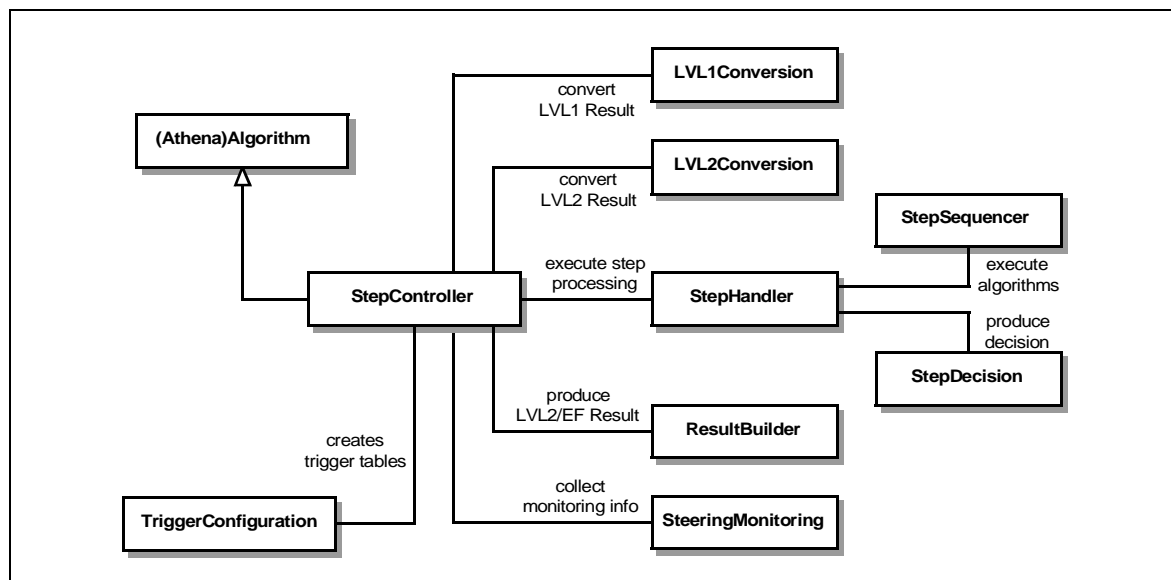 LVL1Conversion
convert
LVL1 Result
(Athena)Algorithm
LVL2Conversion
convert
LVL2 Result
StepSequencer
execute step
processing
execute
algorithms
StepController
StepHandler
produce
decision
StepDecision
produce
LVL2/EF Result
ResultBuilder
creates
trigger tables
collect
monitoring info
TriggerConfiguration
SteeringMonitoring